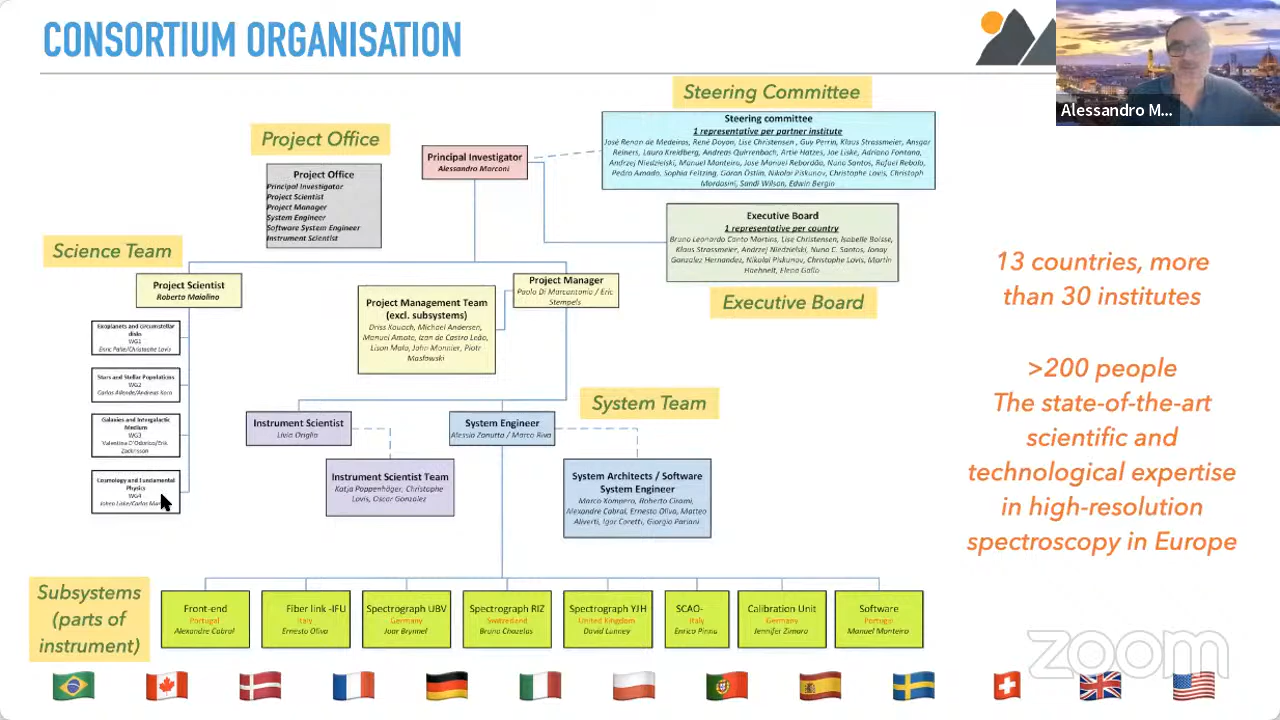 CONSORTIUM ORGANISATION
Alessandro M...
Steering Committee
Steering committee
1 representative per partner institute
José Renan de Medeiros, René Doyon, Lise Christensen, Guy Perrin, Klaus Strassmeier, Ansgar
Reiners, Laura Kreidberg, Andreas Quirrenbach, Artie Hatzes, Joe Liske, Adriano Fontana,
Andrzej Niedzielski, Manuel Monteiro, Jose Manuel Rebordão, Nuno Santos, Rafael Rebolo,
Pedro Amado, Sophia Feltzing, Goran Östlin, Nikolai Piskunov, Christophe Lovis, Christoph
Mordasini, Sandi Wilson, Edwin Bergin
Project Office
Principal Investigator
Alessandro Marconi
Project Office
Principal Investigator
Project Scientist
Project Manager
System Engineer
Software System Engineer
Instrument Scientist
Executive Board
1 representative per country
Bruno Leonardo Canto Martins, Lise Christensen, Isabelle Boisse,
Klaus Strassmeier, Andrzej Niedzielski, Nuno C. Santos, Jonay
Gonzalez Hernandez, Nikolai Piskunov, Christophe Lovis, Martin
Haehnelt, Elena Gallo
Executive Board
Science Team
Project Scientist
Roberto Maiolino
Project Manager
Paolo Di Marcantonio / Eric
Stempels
Project Management Team
(excl. subsystems)
Driss Kouach, Michael Andersen,
Manuel Amate, Izan de Castro Leão,
Lison Malo, John Monnier, Piotr
Masłowski
Exoplanets and Circumstellar
disks
WG1
Enric Palle/Christophe Lovis
Stars and Stellar Populations
WG2
Carlos Allende/Andreas Korn
Galaxies and Intergalactic
Medium
WG3
Valentina D'Odorico/Erik
Zackrisson
Cosmology and Fundamental
Physics
WG4
System Team
Instrument Scientist
Livia Origlia
System Engineer
Alessio Zanutta / Marco Riva
Instrument Scientist Team
Katja Poppenhäger, Christophe
Lovis, Oscar Gonzalez
System Architects / Software
System Engineer
Marco Xompero, Roberto Cirami,
Alexandre Cabral, Ernesto Oliva, Matteo
Aliverti, Igor Coretti, Giorgio Pariani
13 countries, more
than 30 institutes
>200 people
The state-of-the-art
scientific and
technological expertise
in high-resolution
spectroscopy in Europe
Subsystems
(parts of
instrument)
Front-end
Portugal
Alexandre Cabral
Fiber link -IFU
Italy
Ernesto Oliva
Spectrograph UBV
Germany
Joar Brynnel
Spectrograph RIZ
Switzerland
Bruno Chazelas
Spectrograph YJH
United Kingdom
David Lunney
SCAO-
Italy
Enrico Pinna
Calibration Unit
Germany
Jennifer Zimara
Software
Portugal
Manuel Monteiro
zoom